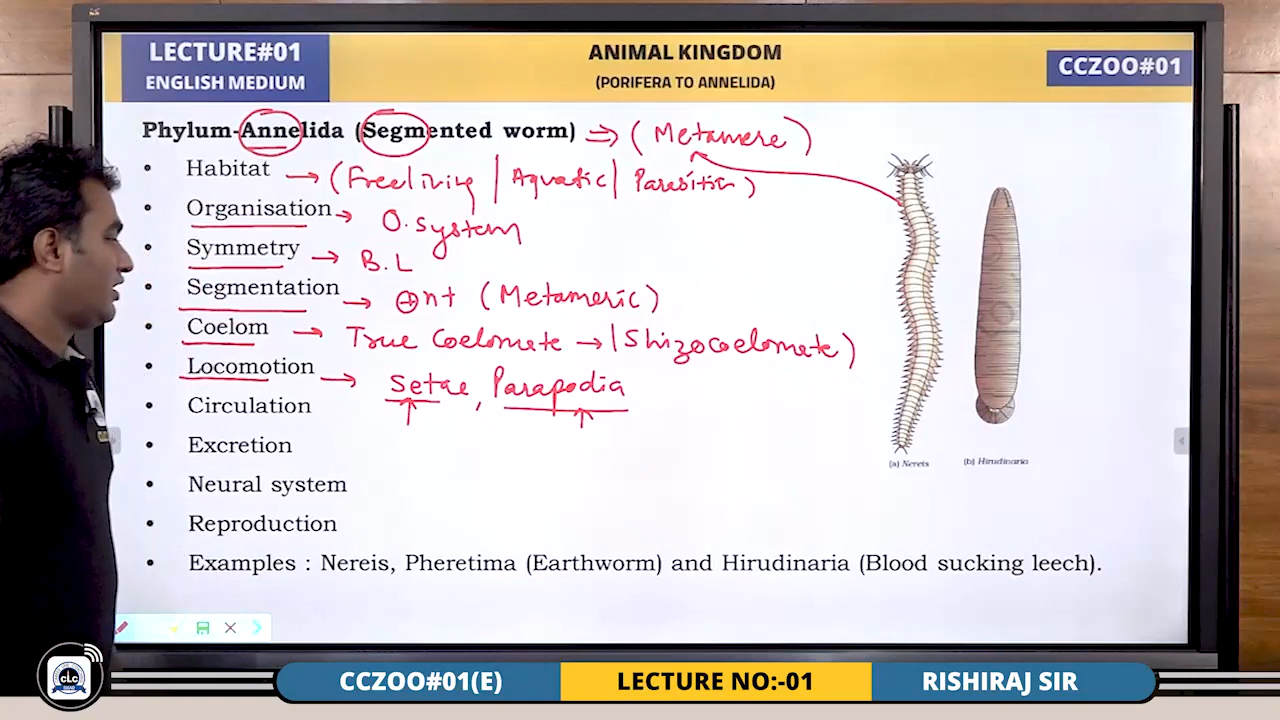 LECTURE#01
ENGLISH MEDIUM
ANIMAL KINGDOM
(PORIFERA TO ANNELIDA)
CCZOO#01
Phylum-Annelida (Segmented worm) ⇒ (Metamere)
• Habitat → (Freeliving | Aquatic | Parasitic)
• Organisation → O. System
• Symmetry → B.L
• Segmentation → ⊕nt (Metameric)
• Coelom → True Coelomate → (Shizocoelomate)
• Locomotion → Setae, Parapodia
• Circulation
• Excretion
• Neural system
• Reproduction
• Examples : Nereis, Pheretima (Earthworm) and Hirudinaria (Blood sucking leech).
(a) Nereis
(b) Hirudinaria
CLC
CCZOO#01(E)
LECTURE NO:-01
RISHIRAJ SIR